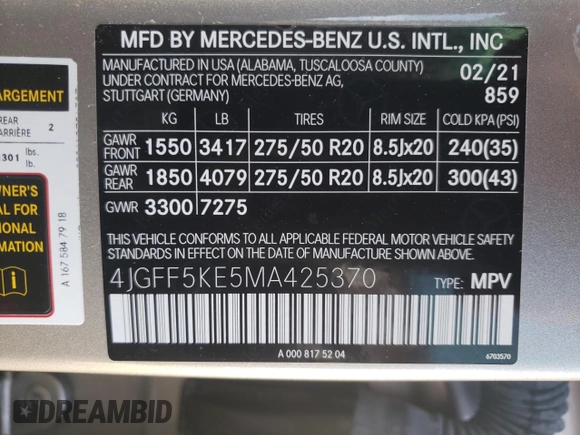 MFD BY MERCEDES-BENZ U.S. INTL., INC
MANUFACTURED IN USA (ALABAMA, TUSCALOOSA COUNTY)
UNDER CONTRACT FOR MERCEDES-BENZ AG,
STUTTGART (GERMANY)
02/21
859
KG LB TIRES RIM SIZE COLD KPA (PSI)
GAWR FRONT 1550 3417 275/50 R20 8.5Jx20 240(35)
GAWR REAR 1850 4079 275/50 R20 8.5Jx20 300(43)
GVWR 3300 7275
THIS VEHICLE CONFORMS TO ALL APPLICABLE FEDERAL MOTOR VEHICLE SAFETY
STANDARDS IN EFFECT ON THE DATE OF MANUFACTURE SHOWN ABOVE.
4JGFF5KE5MA425370 TYPE: MPV
A 000 817 52 04
6703570
ARGEMENT
REAR
ARRIÈRE 2
1301 lbs.
lb.
WNER'S
AL FOR
IONAL
RMATION
A 167 584 79 18
DREAMBID